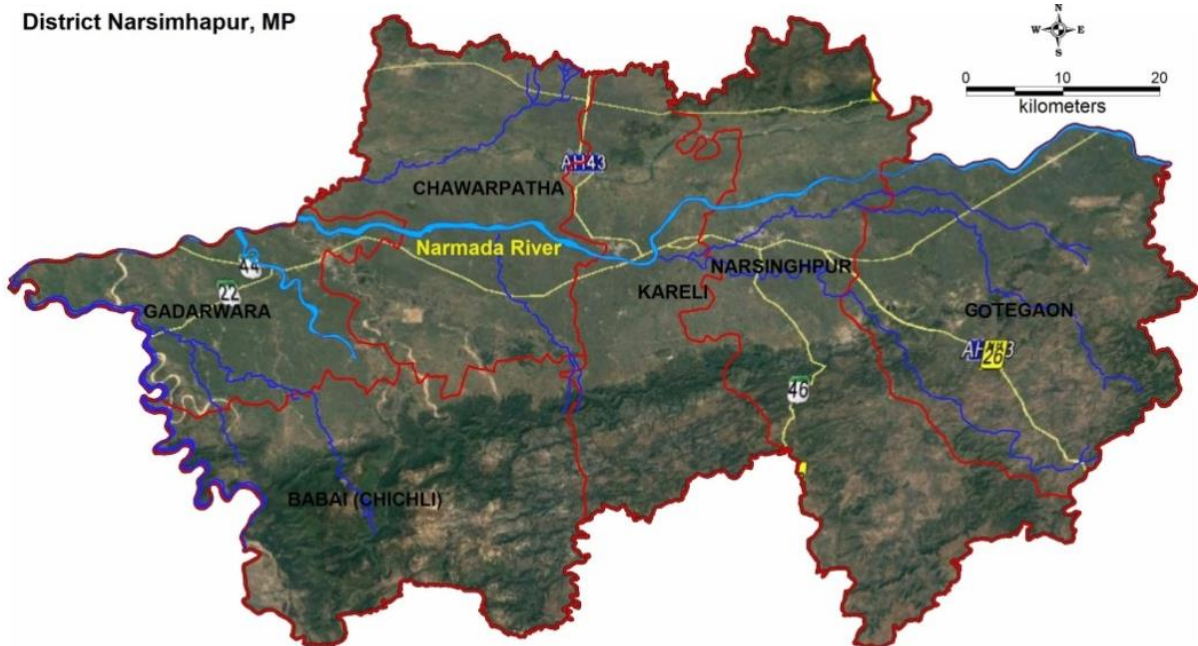 District Narsimhapur, MP
N
W E
S
0 10 20
kilometers
AH43
CHAWARPATHA
Narmada River
NARSINGHPUR
44
22
KARELI
GADARWARA
GOTEGAON
26
46
BABAI (CHICHLI)